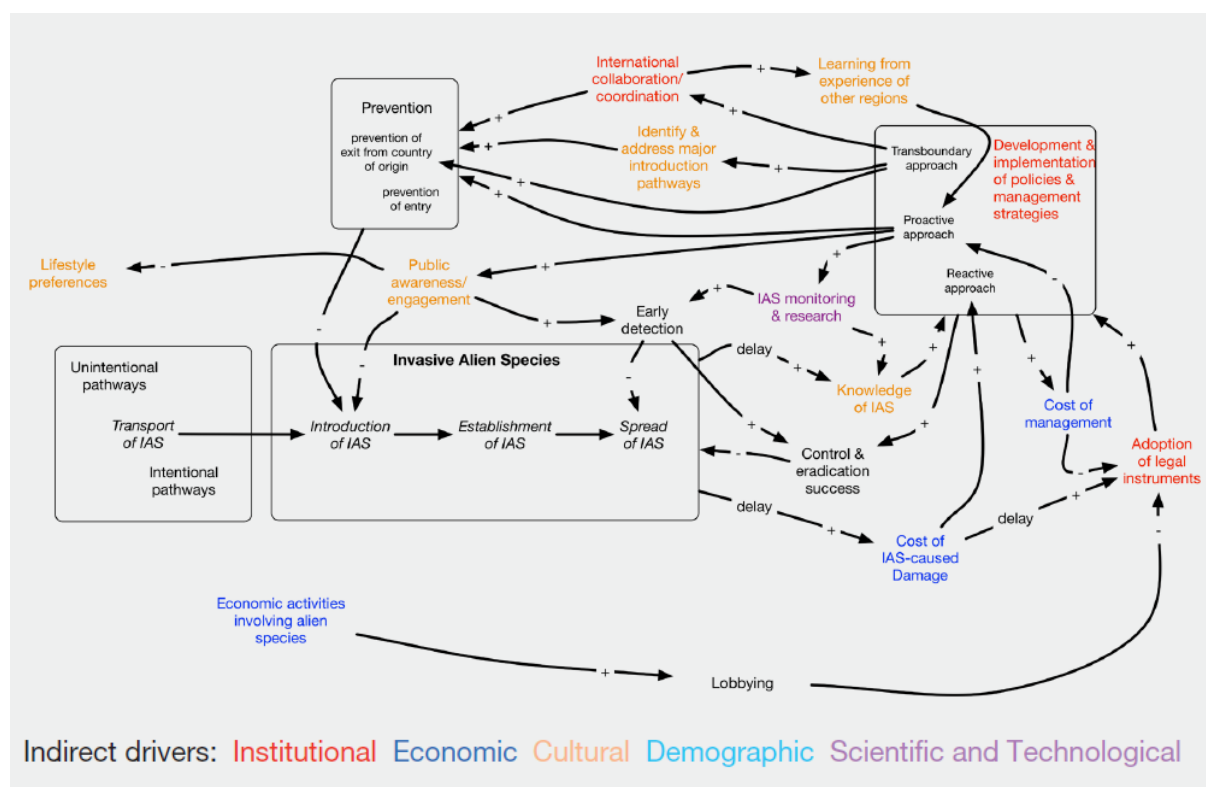 International
collaboration/
coordination
+
Learning from
experience of
other regions
Prevention
prevention of
exit from country
of origin
prevention
of entry
+
+
Identify &
address major
introduction
pathways
+
+
+
+
Transboundary
approach
Development &
implementation
of policies &
management
strategies
Proactive
approach
Reactive
approach
Lifestyle
preferences
-
Public
awareness/
engagement
+
+
IAS monitoring
& research
+
+
Early
detection
+
-
-
-
-
delay
+
Knowledge
of IAS
+
+
+
+
Cost of
management
-
+
Unintentional
pathways
Transport
of IAS
Intentional
pathways
Invasive Alien Species
Introduction
of IAS
Establishment
of IAS
Spread
of IAS
+
+
-
Control &
eradication
success
Adoption
of legal
instruments
-
delay
+
delay
+
Cost of
IAS-caused
Damage
-
Economic activities
involving alien
species
+
Lobbying
Indirect drivers: Institutional Economic Cultural Demographic Scientific and Technological